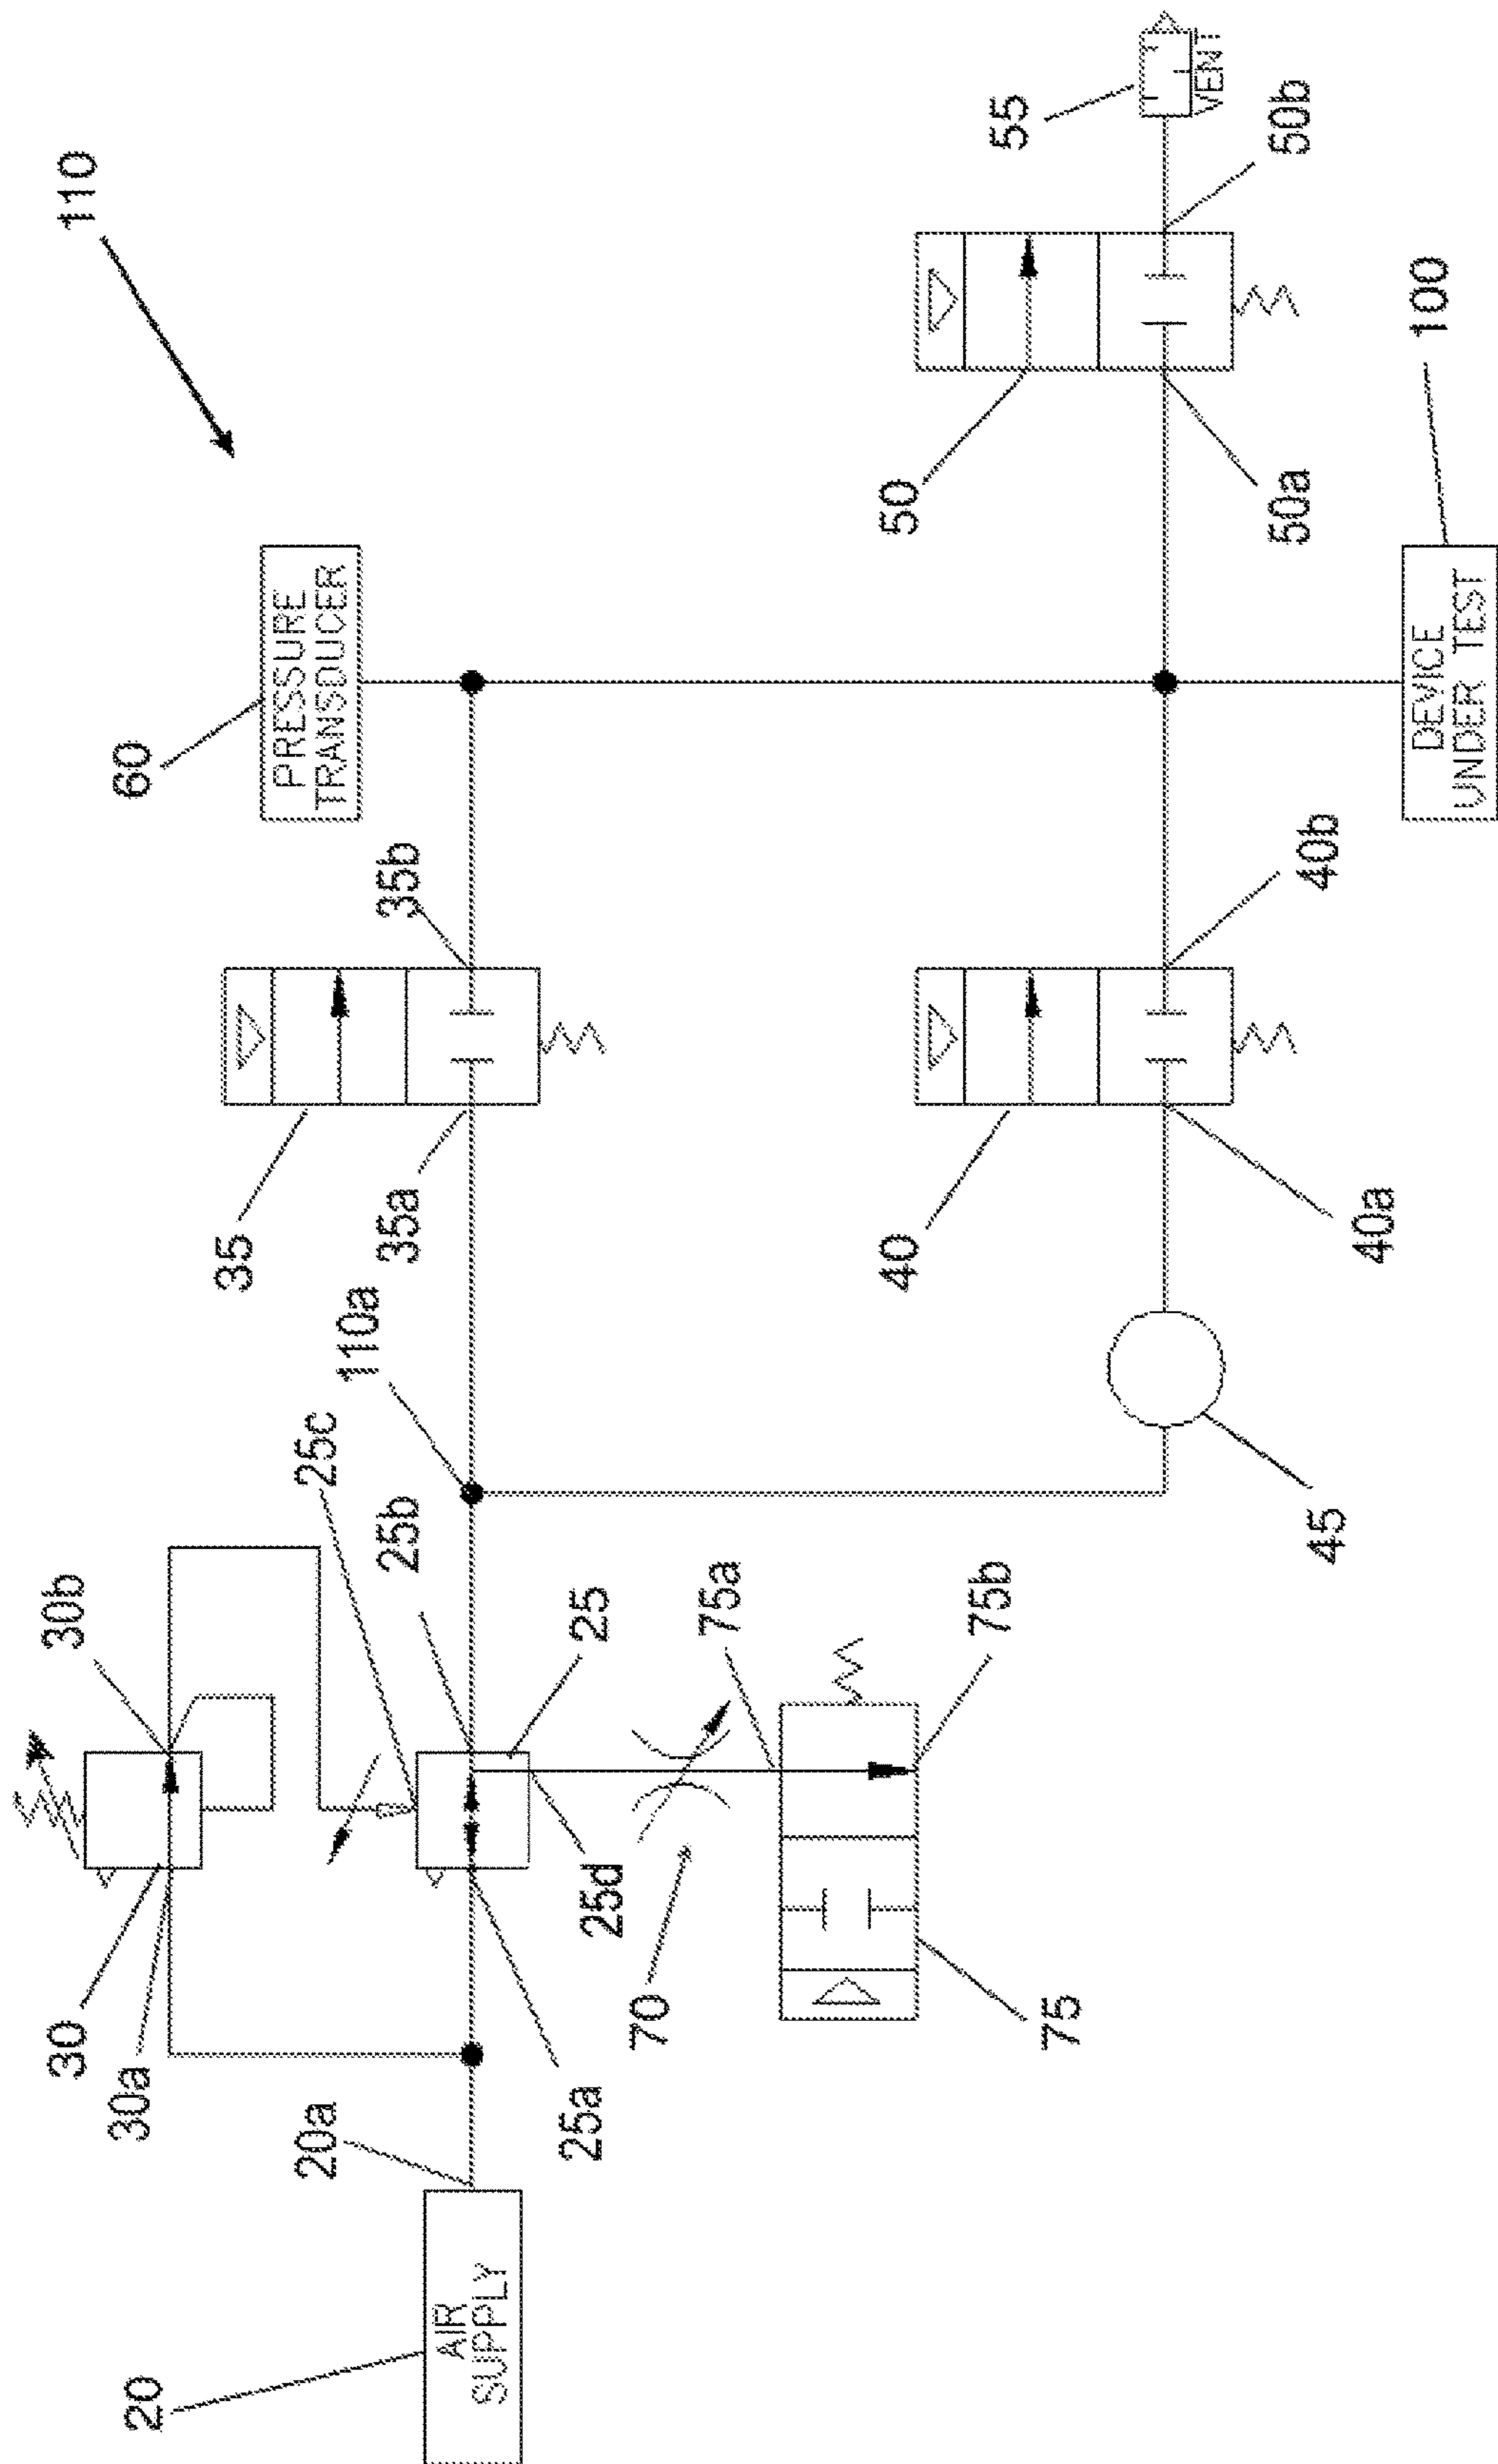 110
60
PRESSURE
TRANSDUCER
55
VENT
50b
50
50a
100
DEVICE
UNDER TEST
35b
35
35a
40b
40
40a
110a
45
25c
25b
25
30b
30
30a
25a
25d
70
75a
75b
75
20a
20
AIR
SUPPLY